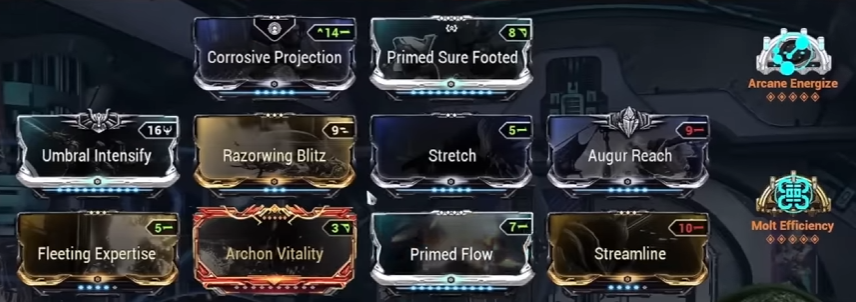 ^14
Corrosive Projection
8
Primed Sure Footed
Arcane Energize
16
Umbral Intensify
9
Razorwing Blitz
5
Stretch
9
Augur Reach
5
Fleeting Expertise
3
Archon Vitality
7
Primed Flow
10
Streamline
Molt Efficiency